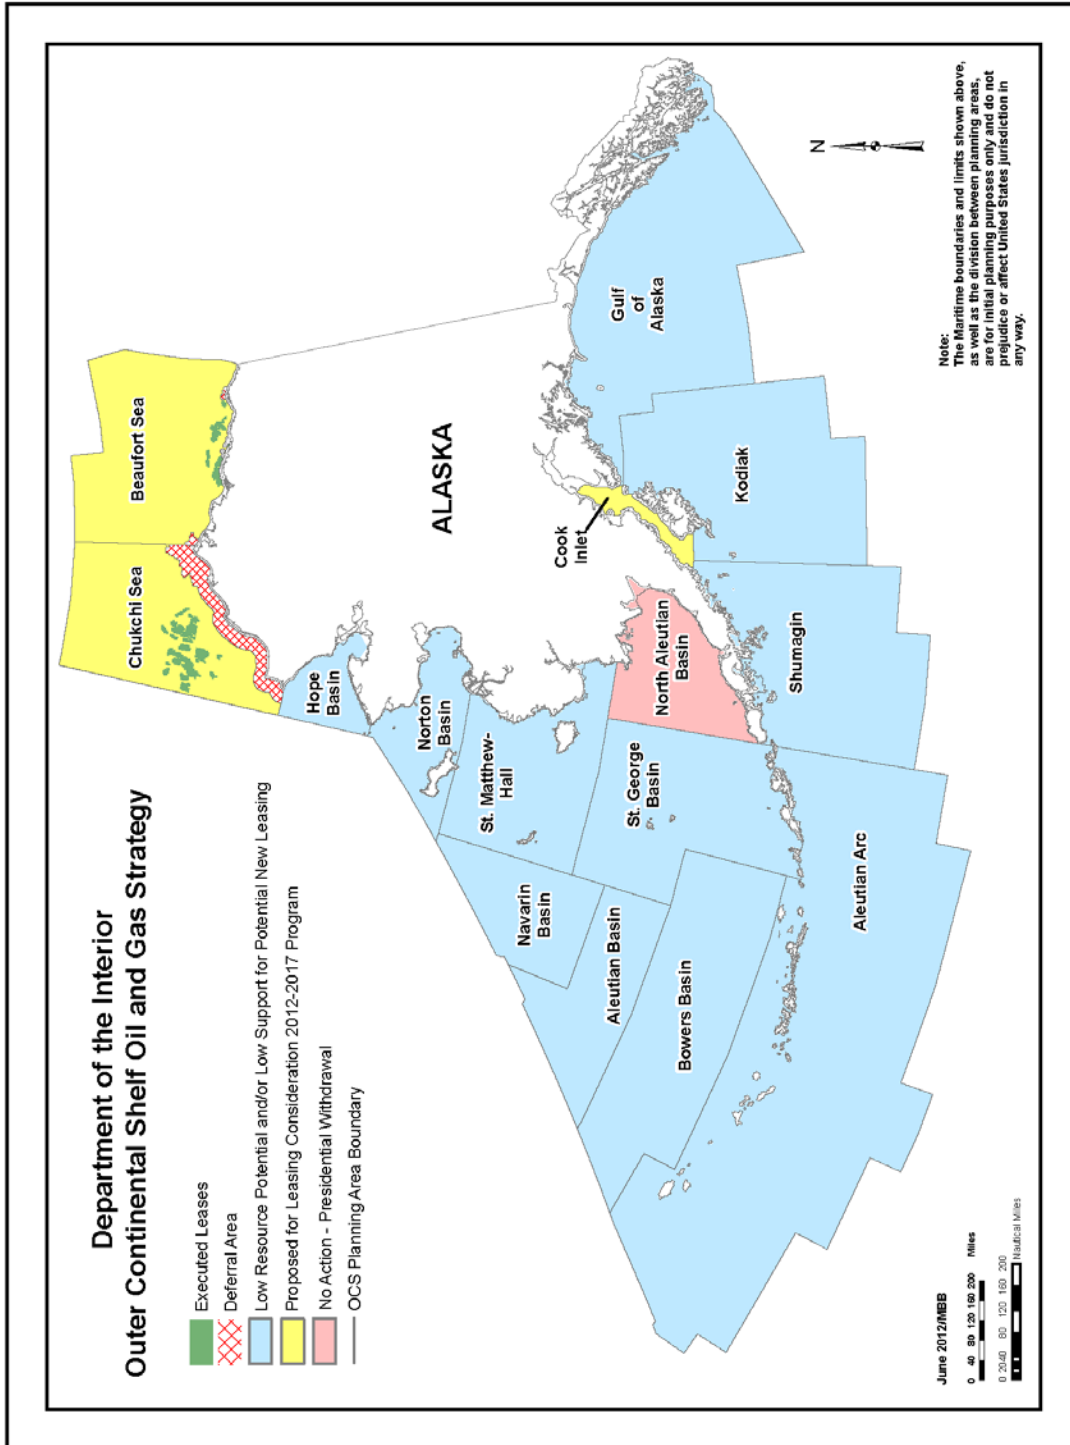 Department of the Interior
Outer Continental Shelf Oil and Gas Strategy
Executed Leases
Deferral Area
Low Resource Potential and/or Low Support for Potential New Leasing
Proposed for Leasing Consideration 2012-2017 Program
No Action - Presidential Withdrawal
OCS Planning Area Boundary
Chukchi Sea
Beaufort Sea
Hope
Basin
Norton
Basin
ALASKA
St. Matthew-
Hall
Navarin
Basin
Cook
Inlet
Gulf
of
Alaska
Aleutian Basin
St. George
Basin
North Aleutian
Basin
Kodiak
Bowers Basin
Shumagin
Aleutian Arc
N
Note:
The Maritime boundaries and limits shown above,
as well as the division between planning areas,
are for initial planning purposes only and do not
prejudice or affect United States jurisdiction in
any way.
June 2012/MBB
Miles
0 40 80 120 160 200
0 20 40 80 120 160 200
Nautical Miles